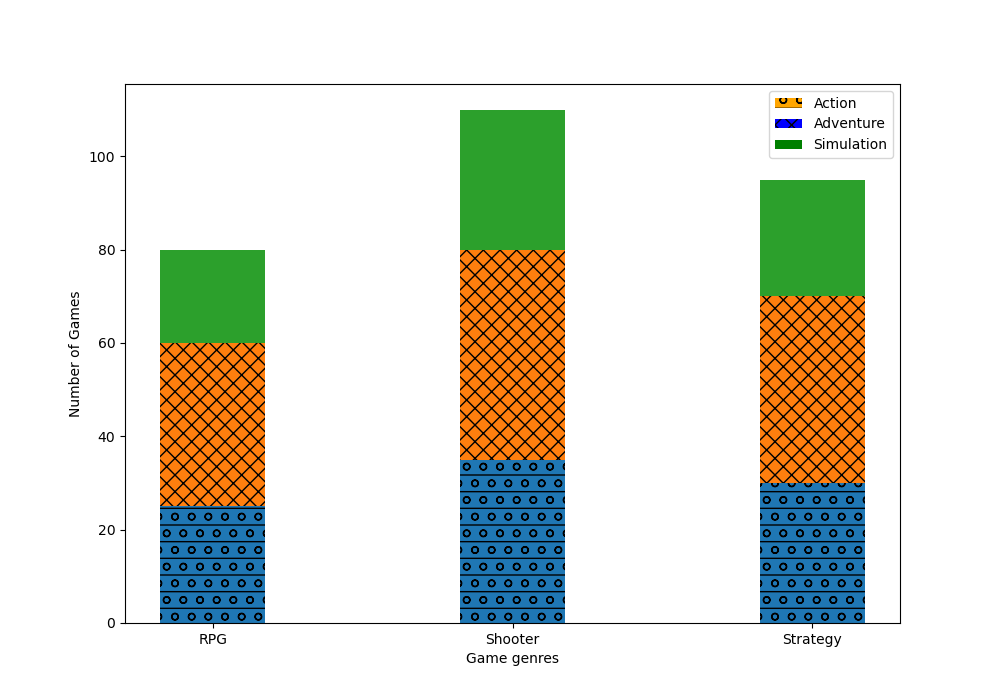 Action
Adventure
Simulation
100
80
60
40
20
0
Number of Games
RPG Shooter Strategy
Game genres